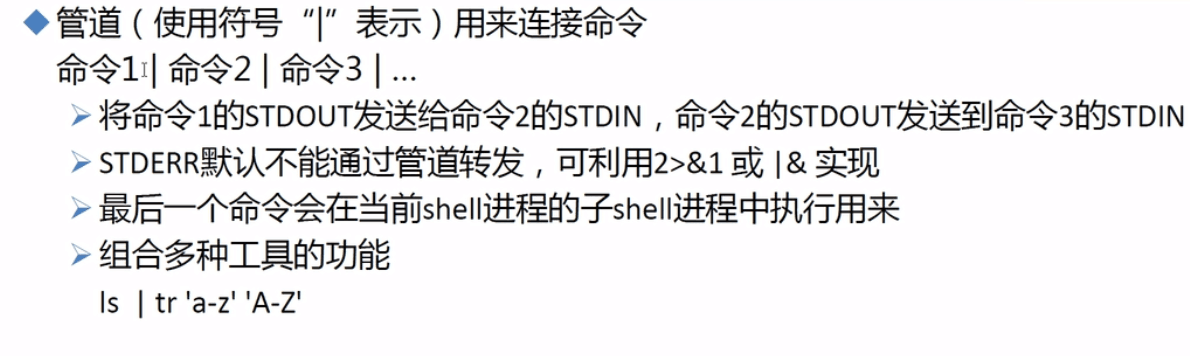 管道（使用符号“|”表示）用来连接命令
命令1| 命令2 | 命令3 | ...
将命令1的STDOUT发送给命令2的STDIN，命令2的STDOUT发送到命令3的STDIN
STDERR默认不能通过管道转发，可利用2>&1 或 |& 实现
最后一个命令会在当前shell进程的子shell进程中执行用来
组合多种工具的功能
ls | tr 'a-z' 'A-Z'